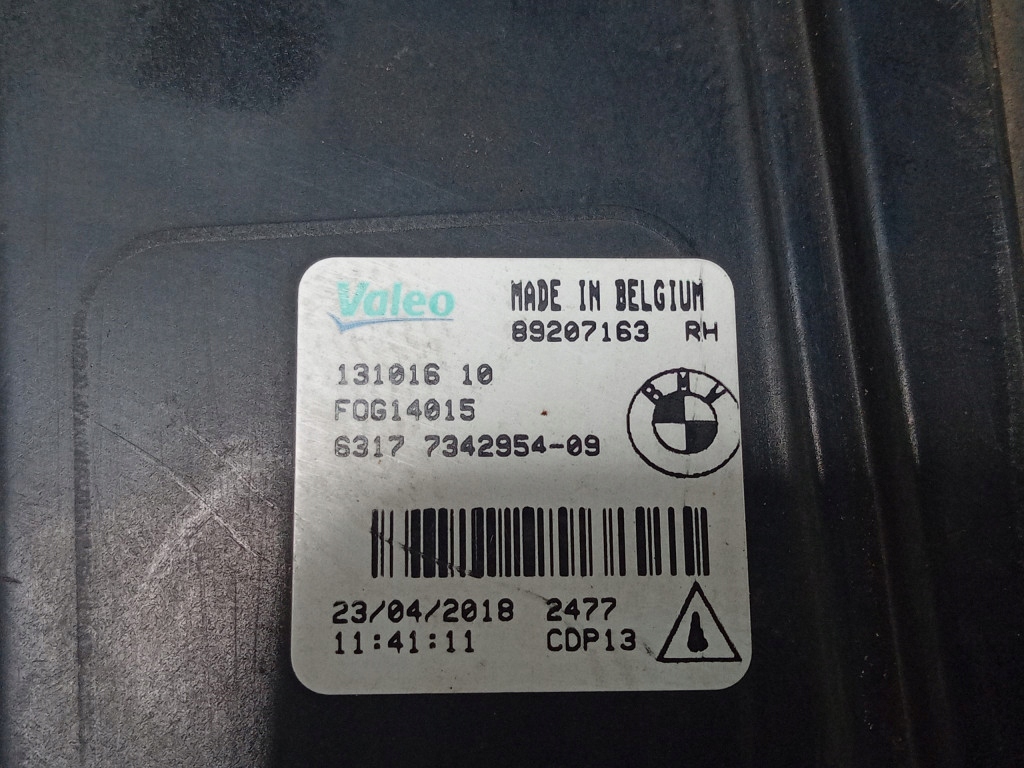 Valeo MADE IN BELGIUM
89207163 RH
131016 10
FOG14015
BMW
6317 7342954-09
23/04/2018 2477
11:41:11 CDP13